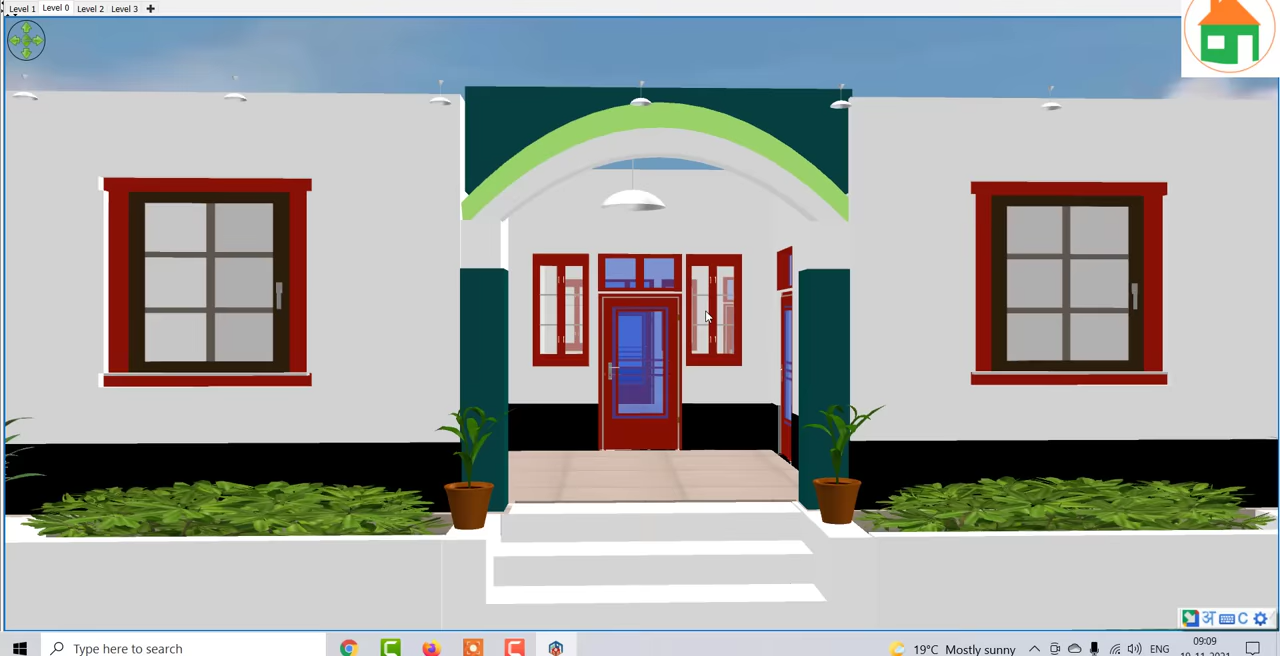 Level 1 Level 0 Level 2 Level 3
अ C
Type here to search
19°C Mostly sunny
ENG
09:09